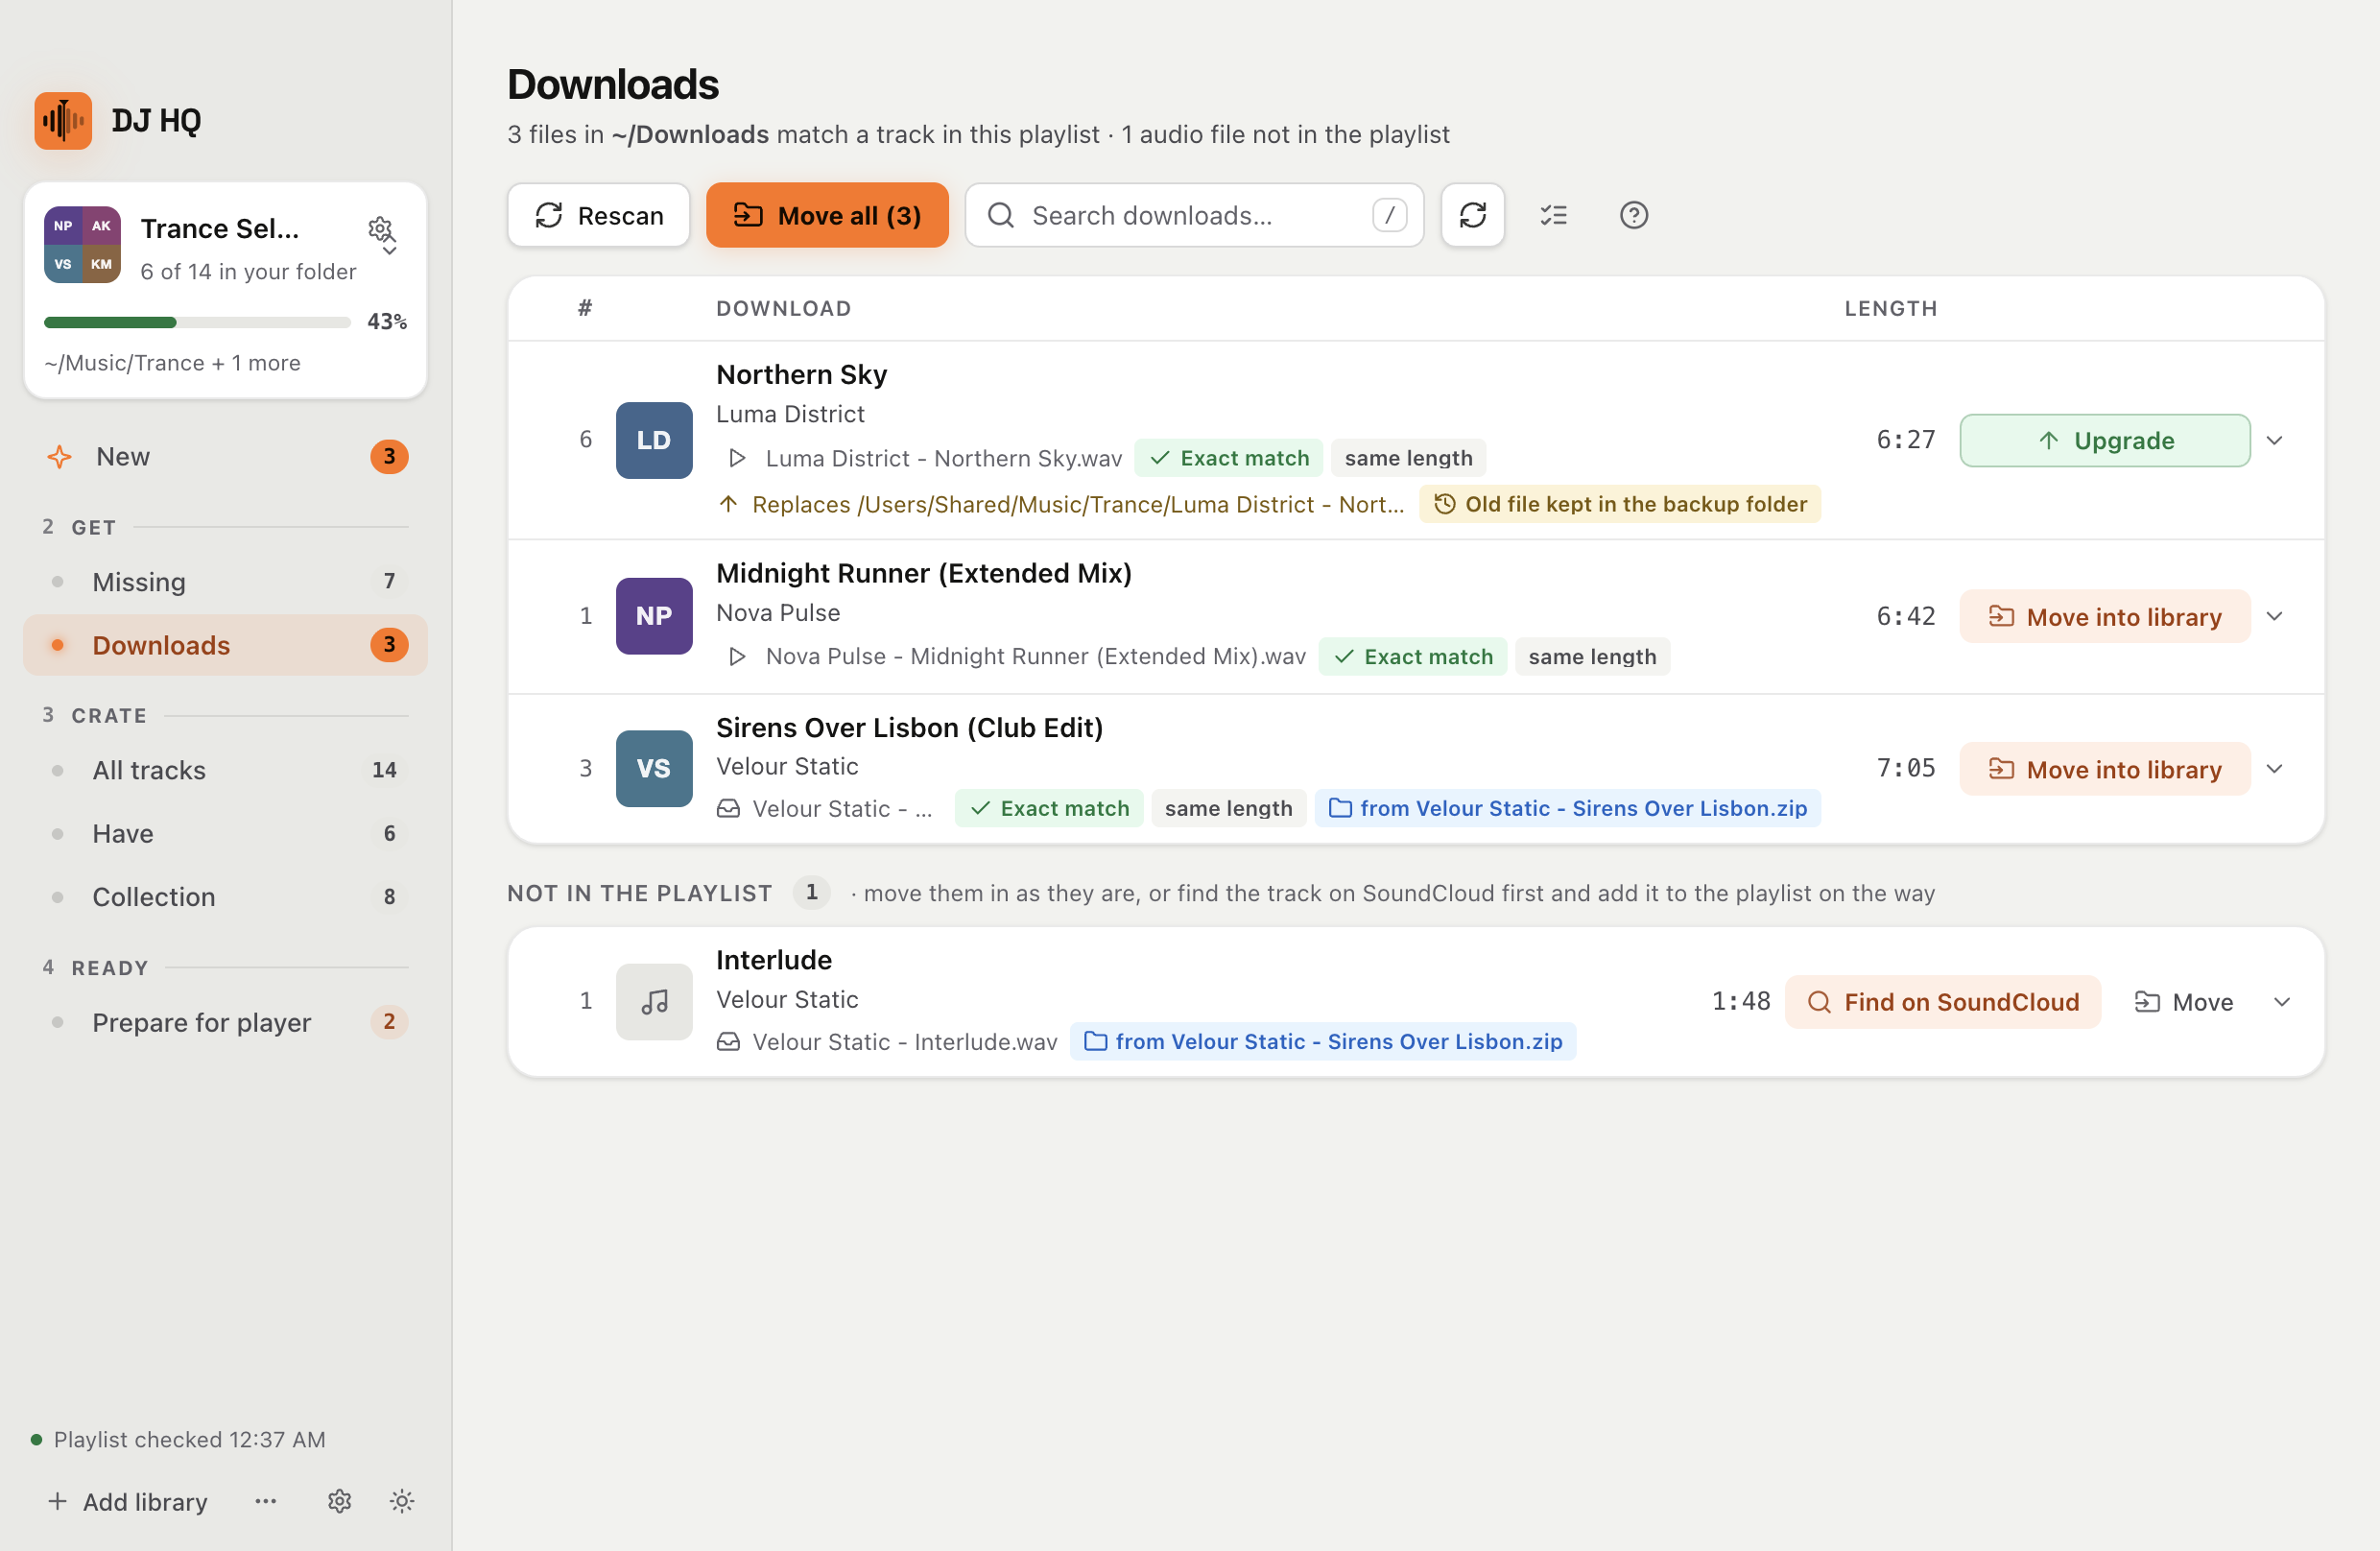 DJ HQ
NP AK
VS KM
Trance Sel...
6 of 14 in your folder
43%
~/Music/Trance + 1 more
New 3
2 GET
Missing 7
Downloads 3
3 CRATE
All tracks 14
Have 6
Collection 8
4 READY
Prepare for player 2
Playlist checked 12:37 AM
Add library
Downloads
3 files in ~/Downloads match a track in this playlist · 1 audio file not in the playlist
Rescan
Move all (3)
Search downloads... /
# DOWNLOAD LENGTH
Northern Sky
Luma District
6 LD 6:27 Upgrade
Luma District - Northern Sky.wav Exact match same length
Replaces /Users/Shared/Music/Trance/Luma District - Nort... Old file kept in the backup folder
Midnight Runner (Extended Mix)
Nova Pulse
1 NP 6:42 Move into library
Nova Pulse - Midnight Runner (Extended Mix).wav Exact match same length
Sirens Over Lisbon (Club Edit)
Velour Static
3 VS 7:05 Move into library
Velour Static - ... Exact match same length from Velour Static - Sirens Over Lisbon.zip
NOT IN THE PLAYLIST 1 · move them in as they are, or find the track on SoundCloud first and add it to the playlist on the way
Interlude
Velour Static
1 1:48 Find on SoundCloud Move
Velour Static - Interlude.wav from Velour Static - Sirens Over Lisbon.zip